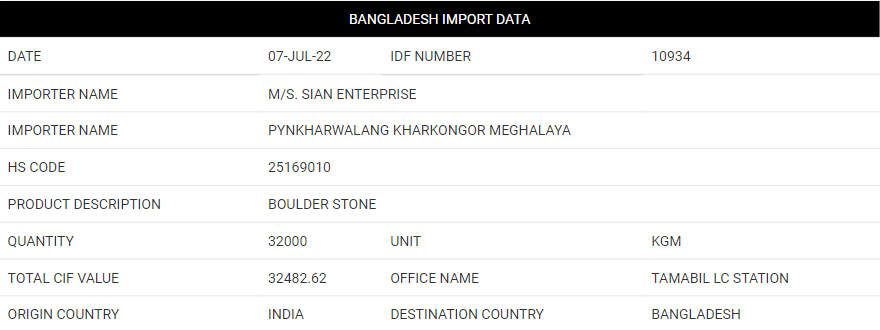 BANGLADESH IMPORT DATA
DATE 07-JUL-22 IDF NUMBER 10934
IMPORTER NAME M/S. SIAN ENTERPRISE
IMPORTER NAME PYNKHARWALANG KHARKONGOR MEGHALAYA
HS CODE 25169010
PRODUCT DESCRIPTION BOULDER STONE
QUANTITY 32000 UNIT KGM
TOTAL CIF VALUE 32482.62 OFFICE NAME TAMABIL LC STATION
ORIGIN COUNTRY INDIA DESTINATION COUNTRY BANGLADESH